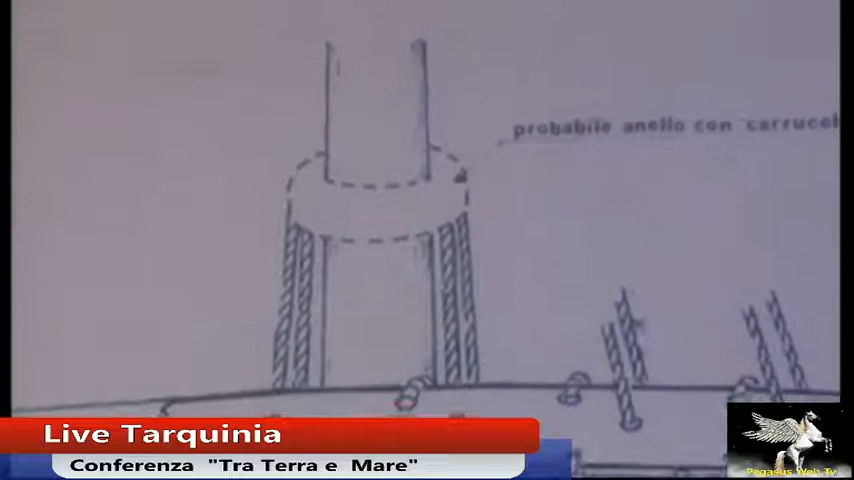 probabile anello con carrucol
Live Tarquinia
Conferenza "Tra Terra e Mare"
Pegasus Web Tv